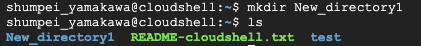 shumpei_yamakawa@cloudshell:~$ mkdir New_directory1
shumpei_yamakawa@cloudshell:~$ ls
New_directory1  README-cloudshell.txt  test